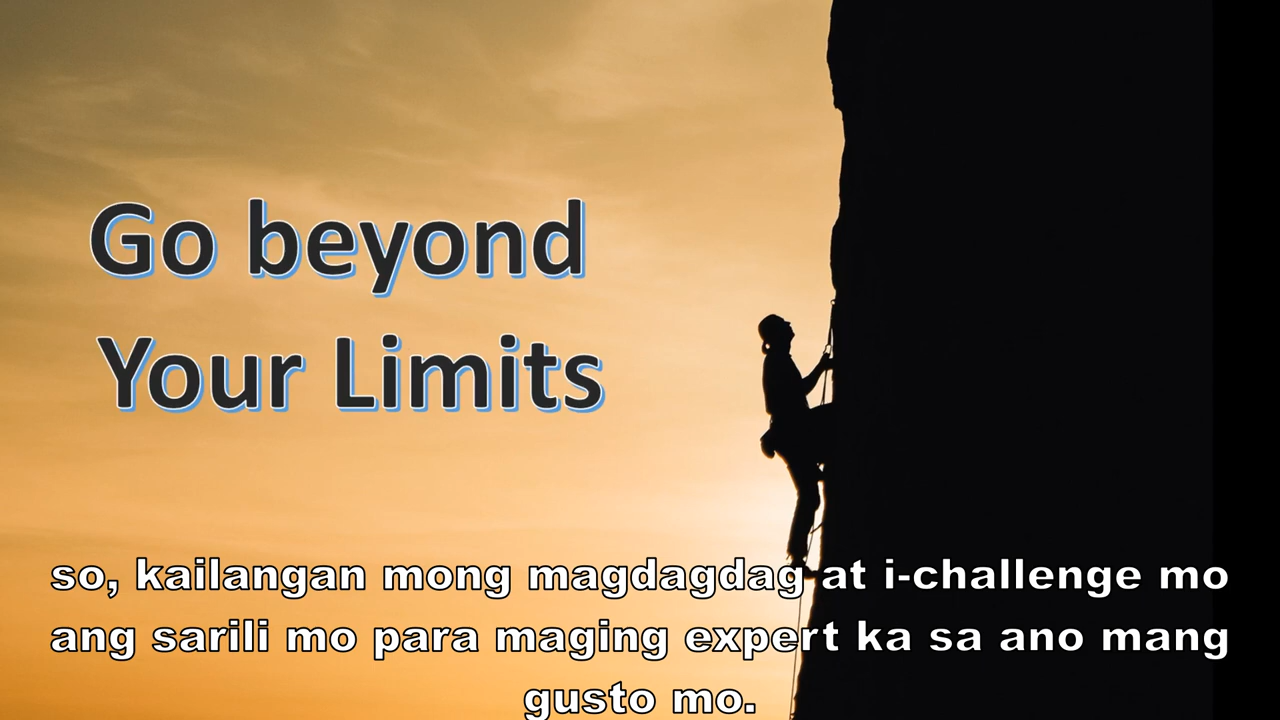 Go beyond
Your Limits
so, kailangan mong magdagdag at i-challenge mo
ang sarili mo para maging expert ka sa ano mang
gusto mo.